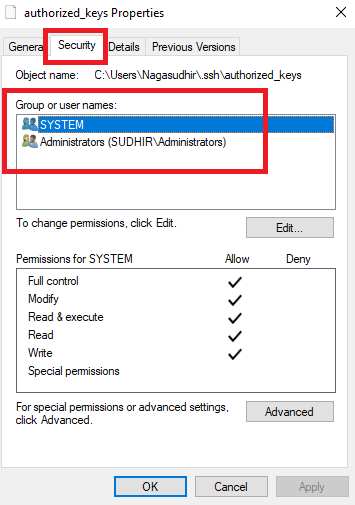 authorized_keys Properties
General Security Details Previous Versions
Object name: C:\Users\Nagasudhir\.ssh\authorized_keys
Group or user names:
SYSTEM
Administrators (SUDHIR\Administrators)
To change permissions, click Edit.
Edit...
Permissions for SYSTEM Allow Deny
Full control
Modify
Read & execute
Read
Write
Special permissions
For special permissions or advanced settings,
click Advanced.
Advanced
OK Cancel Apply